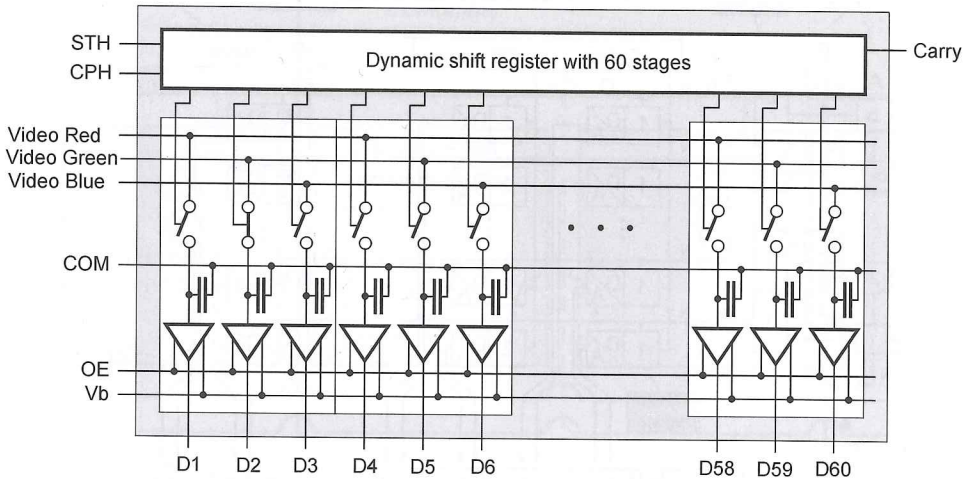 STH
Dynamic shift register with 60 stages
Carry
CPH
Video Red
Video Green
Video Blue
. . .
COM
OE
Vb
D1 D2 D3 D4 D5 D6 D58 D59 D60